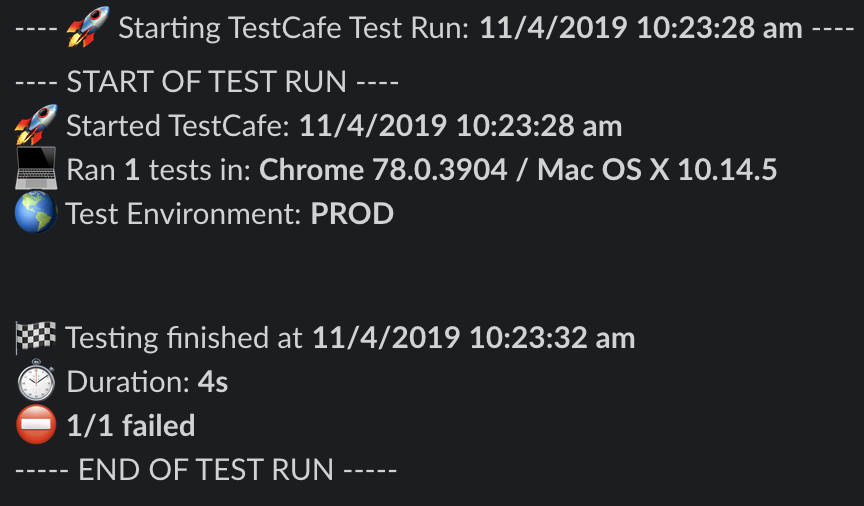 ---- 🚀 Starting TestCafe Test Run: 11/4/2019 10:23:28 am ----
---- START OF TEST RUN ----
🚀 Started TestCafe: 11/4/2019 10:23:28 am
💻 Ran 1 tests in: Chrome 78.0.3904 / Mac OS X 10.14.5
🌎 Test Environment: PROD
🏁 Testing finished at 11/4/2019 10:23:32 am
⏱ Duration: 4s
⛔ 1/1 failed
----- END OF TEST RUN -----